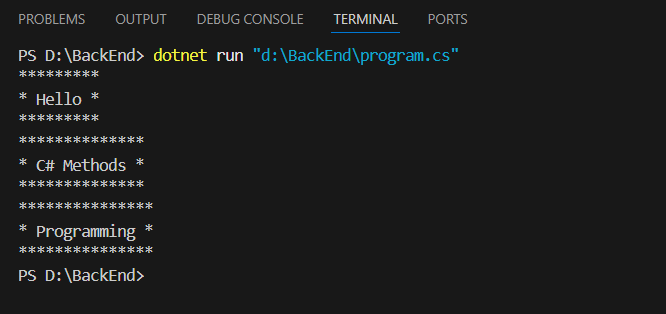 PROBLEMS OUTPUT DEBUG CONSOLE TERMINAL PORTS
PS D:\BackEnd> dotnet run "d:\BackEnd\program.cs"
*********
* Hello *
*********
**************
* C# Methods *
**************
***************
* Programming *
***************
PS D:\BackEnd>